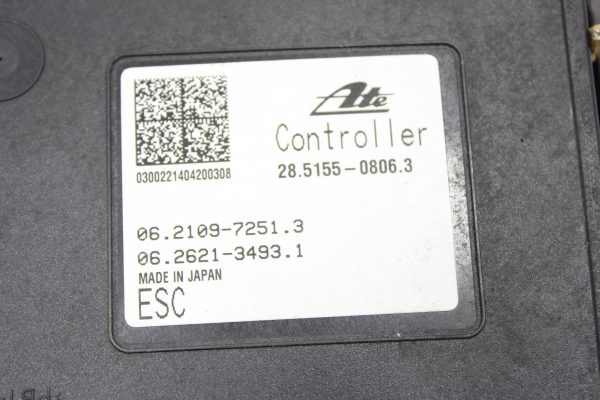 Ate
Controller
0300221404200308
28.5155-0806.3
06.2109-7251.3
06.2621-3493.1
MADE IN JAPAN
ESC